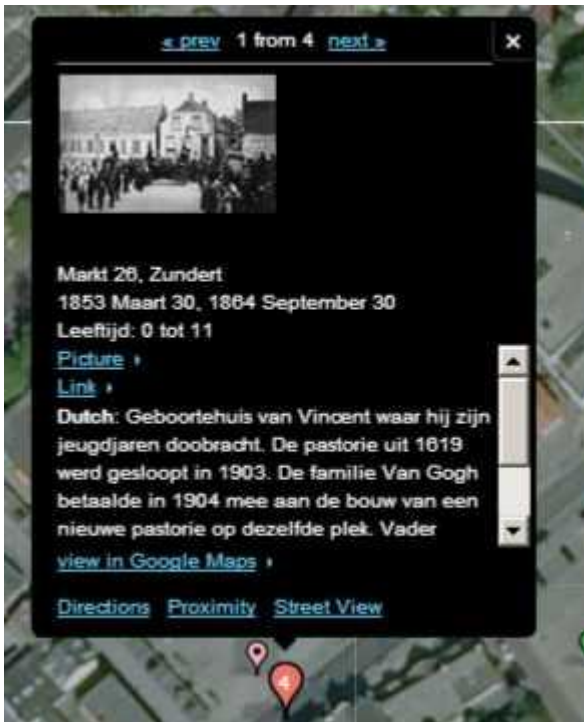 « prev 1 from 4 next »
Markt 26, Zundert
1853 Maart 30, 1864 September 30
Leeftijd: 0 tot 11
Picture
Link
Dutch: Geboortehuis van Vincent waar hij zijn
jeugdjaren doobracht. De pastorie uit 1619
werd gesloopt in 1903. De familie Van Gogh
betaalde in 1904 mee aan de bouw van een
nieuwe pastorie op dezelfde plek. Vader
view in Google Maps
Directions Proximity Street View
4